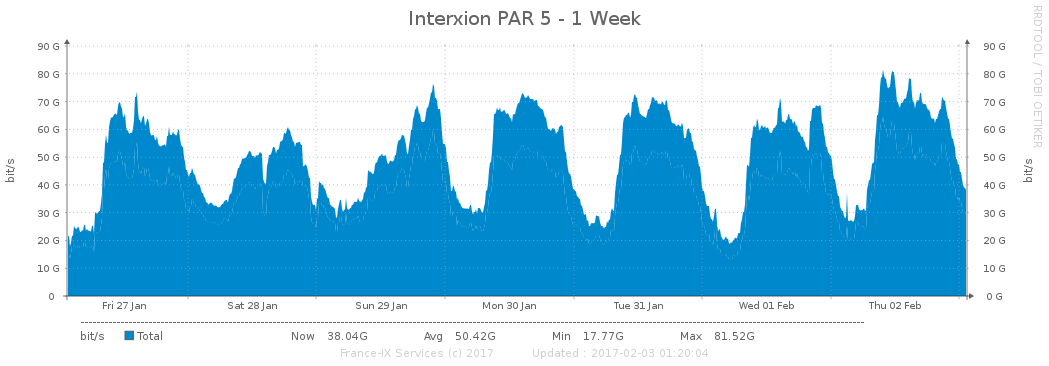 Interxion PAR 5 - 1 Week
RRDTOOL / TOBI OETIKER
90 G 90 G
80 G 80 G
70 G 70 G
60 G 60 G
50 G 50 G
40 G 40 G
30 G 30 G
20 G 20 G
10 G 10 G
0 0 G
bit/s
bit/s
Fri 27 Jan Sat 28 Jan Sun 29 Jan Mon 30 Jan Tue 31 Jan Wed 01 Feb Thu 02 Feb
bit/s Total Now 38.04G Avg 50.42G Min 17.77G Max 81.52G
France-IX Services (c) 2017 Updated : 2017-02-03 01:20:04